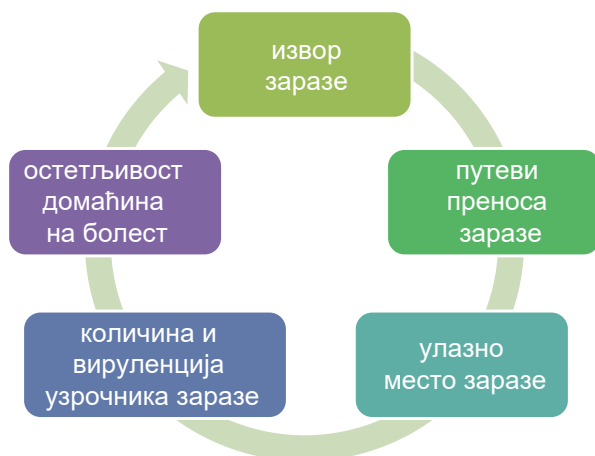 извор
заразе
путеви
преноса
заразе
улазно
место заразе
количина и
вируленција
узрочника заразе
остетљивост
домаћина
на болест